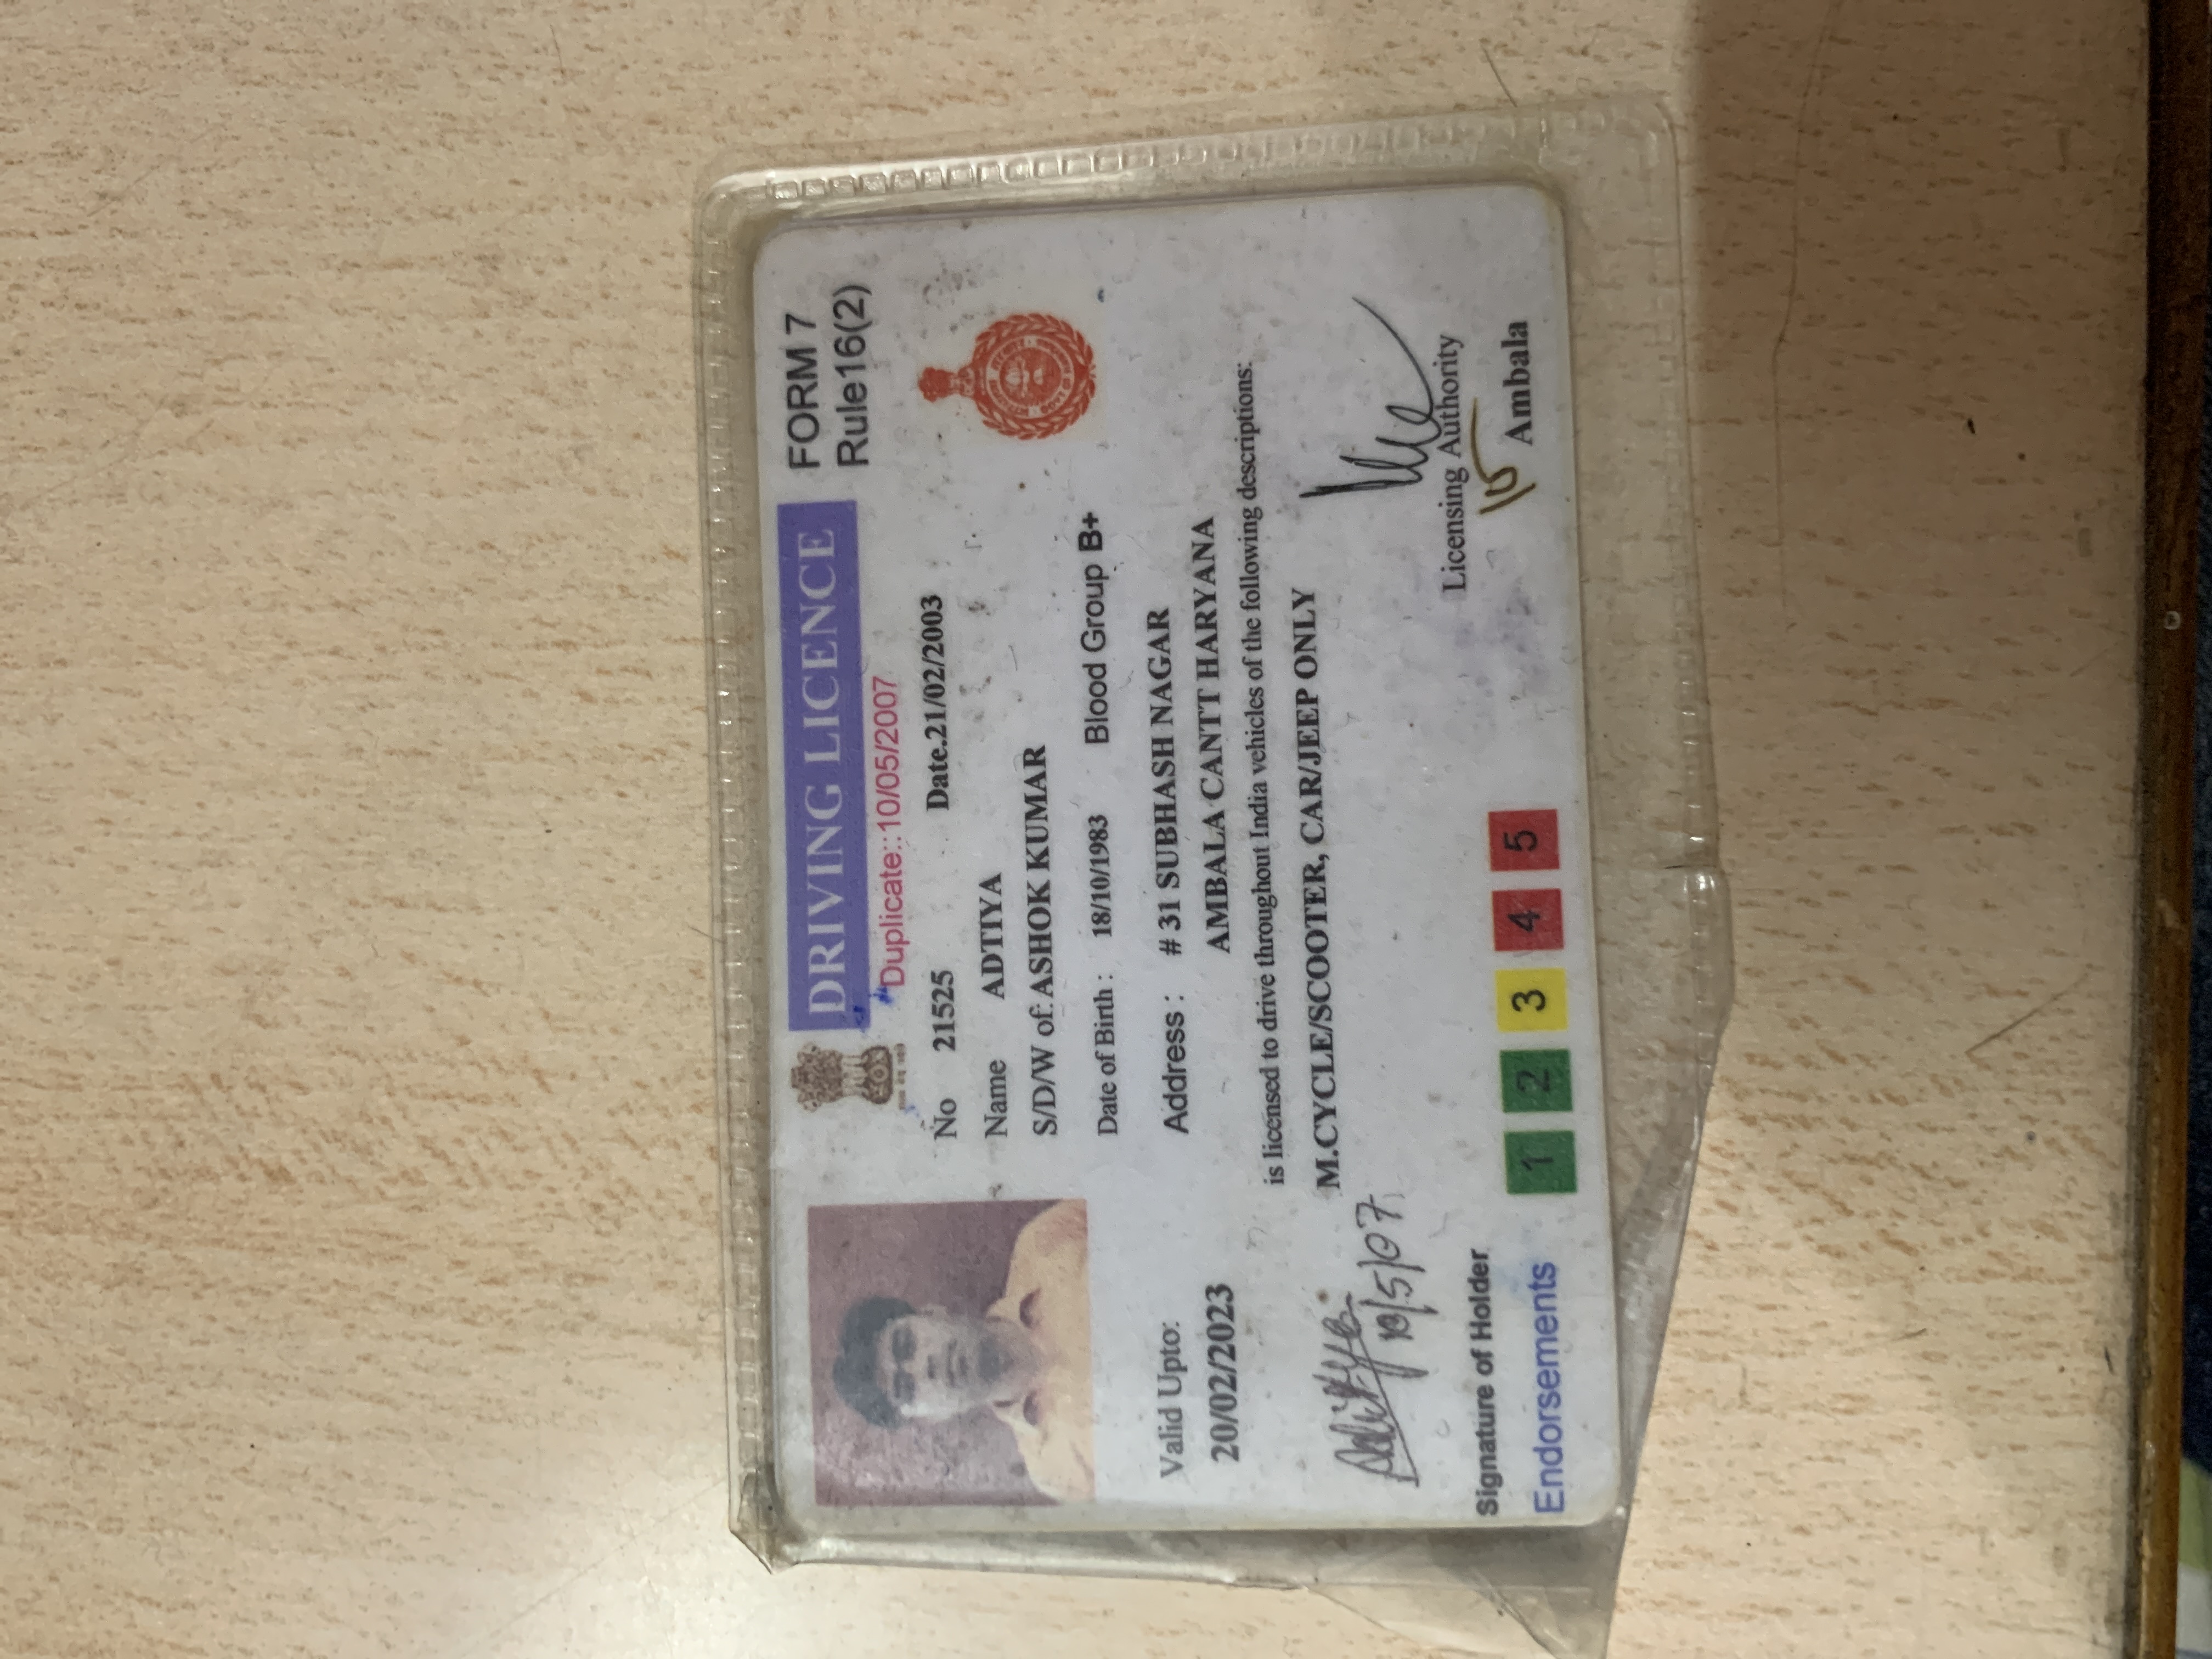 DRIVING LICENCE
FORM 7
Rule16(2)
Duplicate::10/05/2007
No 21525 Date.21/02/2003
Name ADTIYA
S/D/W of: ASHOK KUMAR
Date of Birth : 18/10/1983 Blood Group B+
Address : # 31 SUBHASH NAGAR
AMBALA CANTT HARYANA
Valid Upto:
20/02/2023
is licensed to drive throughout India vehicles of the following descriptions:
M.CYCLE/SCOOTER, CAR/JEEP ONLY
10/5/07
Signature of Holder
Licensing Authority
Ambala
Endorsements 1 2 3 4 5